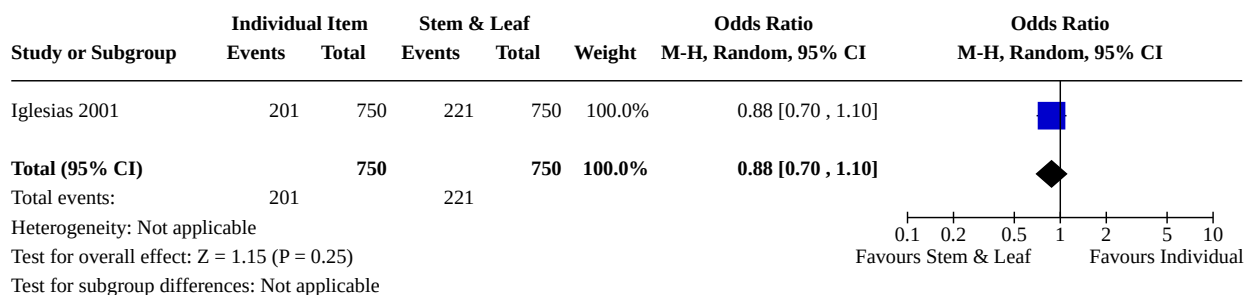 Individual Item Stem & Leaf Odds Ratio Odds Ratio
Study or Subgroup Events Total Events Total Weight M-H, Random, 95% CI M-H, Random, 95% CI
Iglesias 2001 201 750 221 750 100.0% 0.88 [0.70 , 1.10]
Total (95% CI) 750 750 100.0% 0.88 [0.70 , 1.10]
Total events: 201 221
Heterogeneity: Not applicable
0.1 0.2 0.5 1 2 5 10
Test for overall effect: Z = 1.15 (P = 0.25) Favours Stem & Leaf Favours Individual
Test for subgroup differences: Not applicable